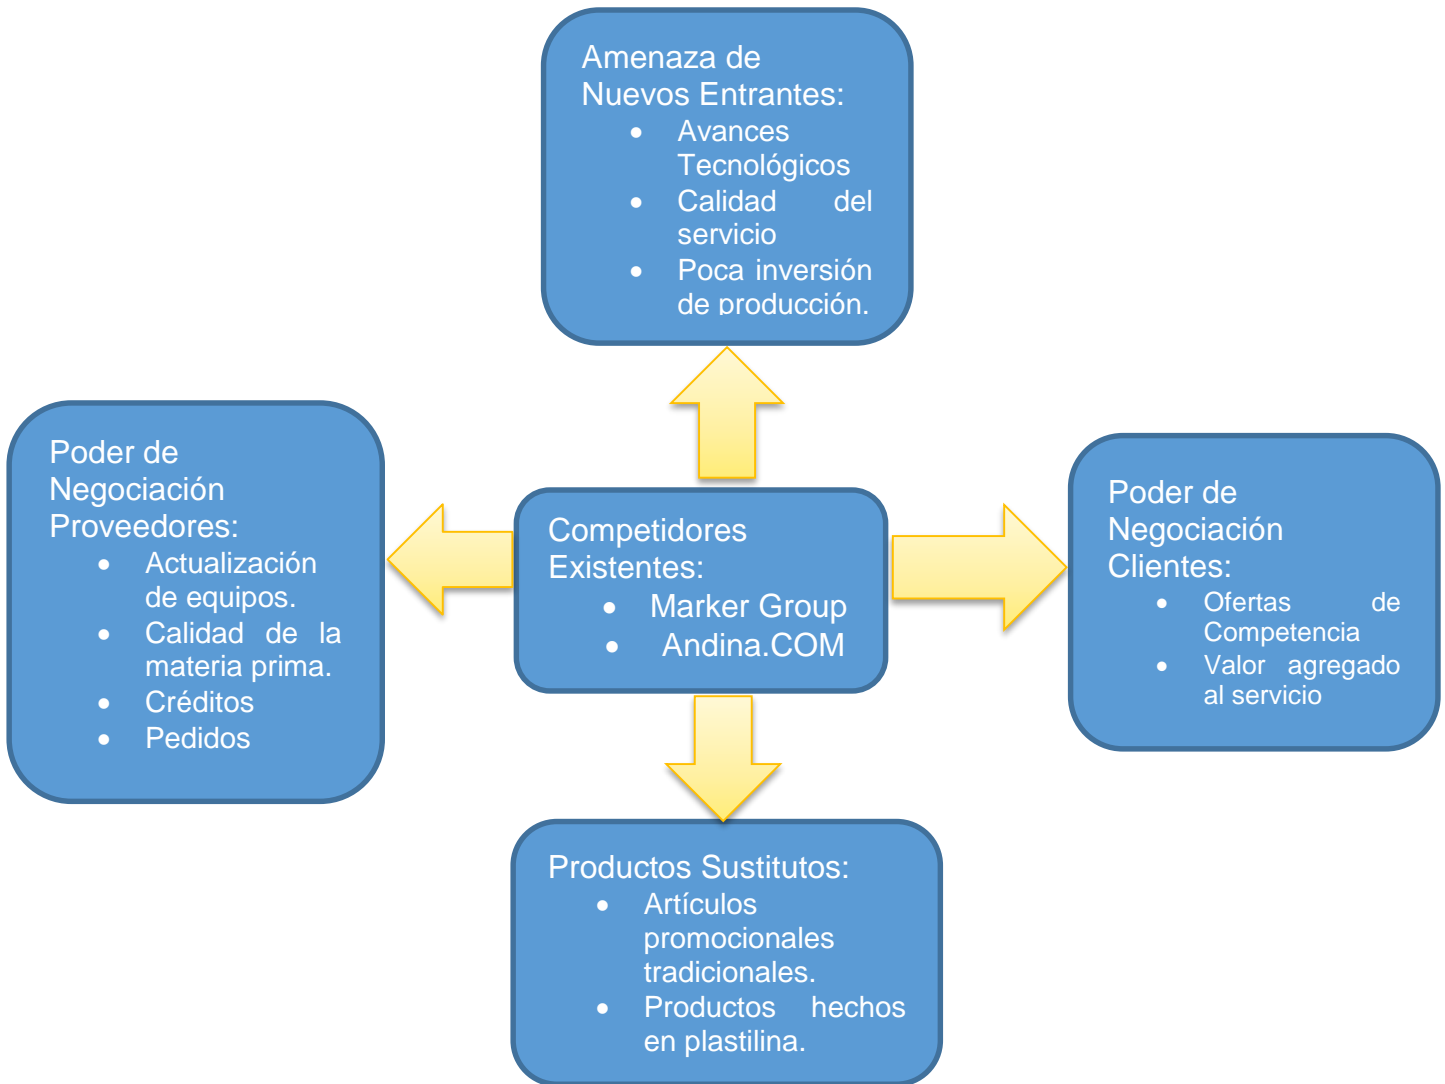 Amenaza de
Nuevos Entrantes:
● Avances
Tecnológicos
● Calidad del
servicio
● Poca inversión
de producción.
Poder de
Negociación
Proveedores:
● Actualización
de equipos.
● Calidad de la
materia prima.
● Créditos
● Pedidos
Competidores
Existentes:
● Marker Group
● Andina.COM
Poder de
Negociación
Clientes:
● Ofertas de
Competencia
● Valor agregado
al servicio
Productos Sustitutos:
● Artículos
promocionales
tradicionales.
● Productos hechos
en plastilina.